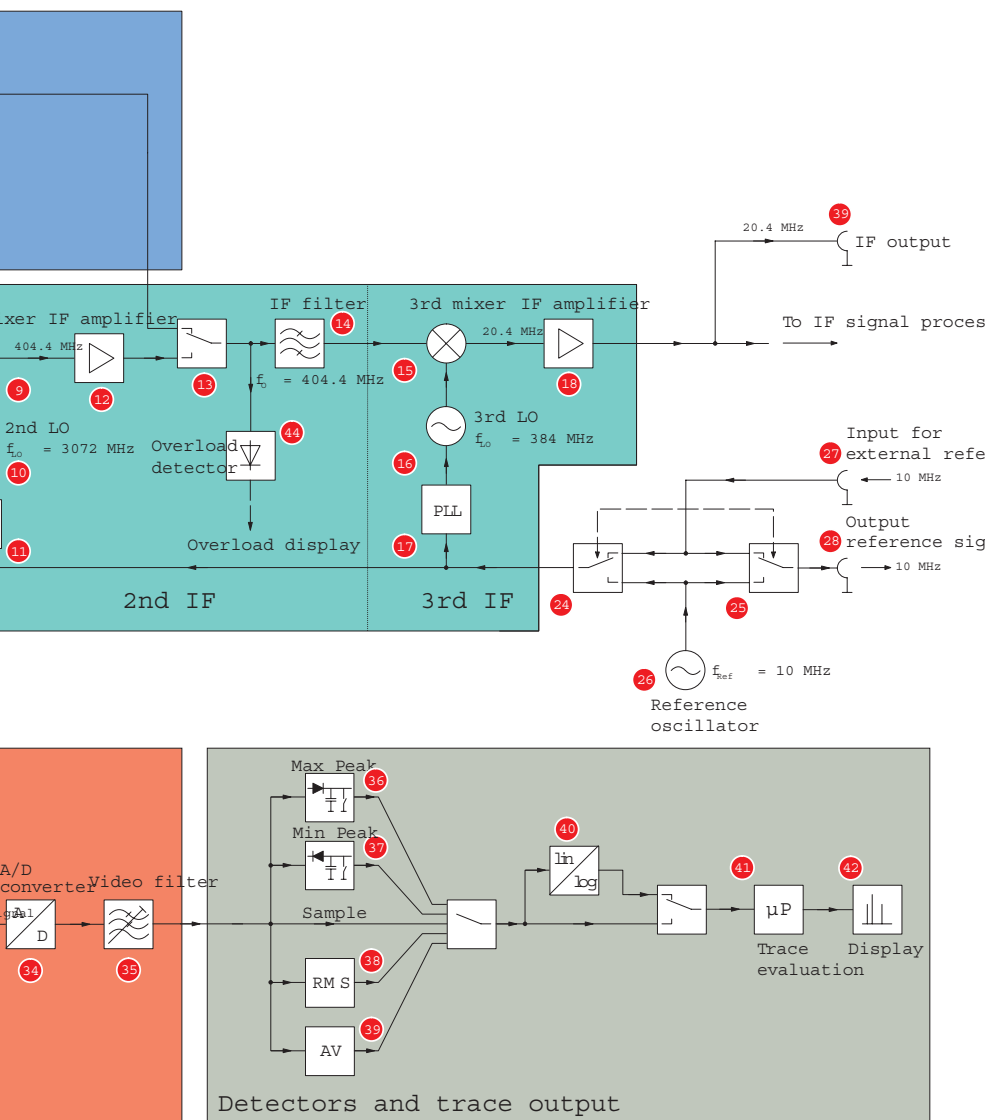 39
20.4 MHz
IF output
ixer IF amplifier
IF filter
3rd mixer IF amplifier
14
To IF signal proces
404.4 MHz
20.4 MHz
9
12
13
f₀ = 404.4 MHz
15
18
2nd LO
f_LO = 3072 MHz
10
Overload
detector
44
3rd LO
f_LO = 384 MHz
16
Input for
27
external refe
10 MHz
PLL
11
Overload display
17
Output
28
reference sig
10 MHz
2nd IF
3rd IF
24
25
26
f_Ref = 10 MHz
Reference
oscillator
Max Peak
36
Min Peak
37
40
lin
log
A/D
converter
Video filter
A
D
34
35
Sample
41
42
µP
Trace
evaluation
Display
38
RMS
39
AV
Detectors and trace output